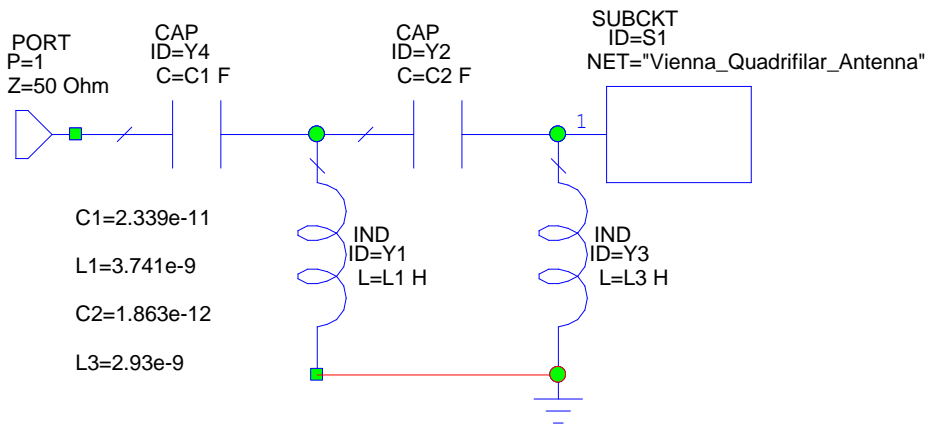 PORT
P=1
Z=50 Ohm
CAP
ID=Y4
C=C1 F
CAP
ID=Y2
C=C2 F
SUBCKT
ID=S1
NET="Vienna_Quadrifilar_Antenna"
1
C1=2.339e-11
L1=3.741e-9
C2=1.863e-12
L3=2.93e-9
IND
ID=Y1
L=L1 H
IND
ID=Y3
L=L3 H